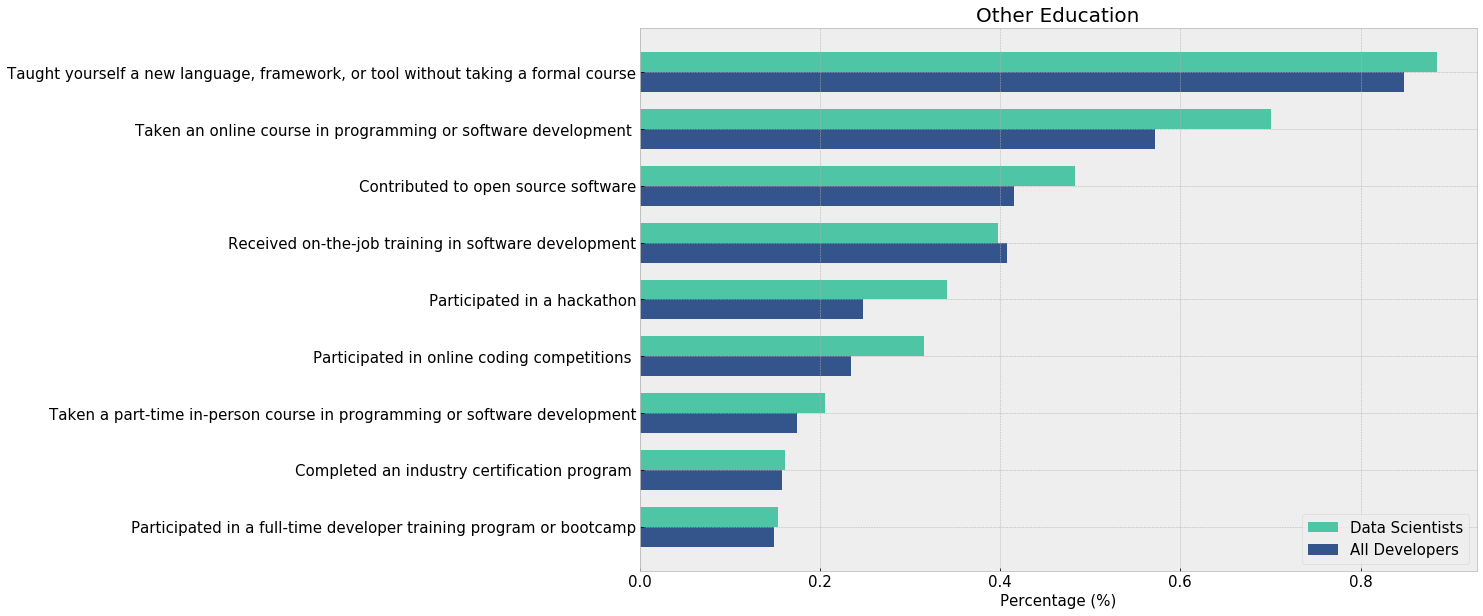 Other Education
Taught yourself a new language, framework, or tool without taking a formal course
Taken an online course in programming or software development
Contributed to open source software
Received on-the-job training in software development
Participated in a hackathon
Participated in online coding competitions
Taken a part-time in-person course in programming or software development
Completed an industry certification program
Participated in a full-time developer training program or bootcamp
Data Scientists
All Developers
0.0 0.2 0.4 0.6 0.8
Percentage (%)